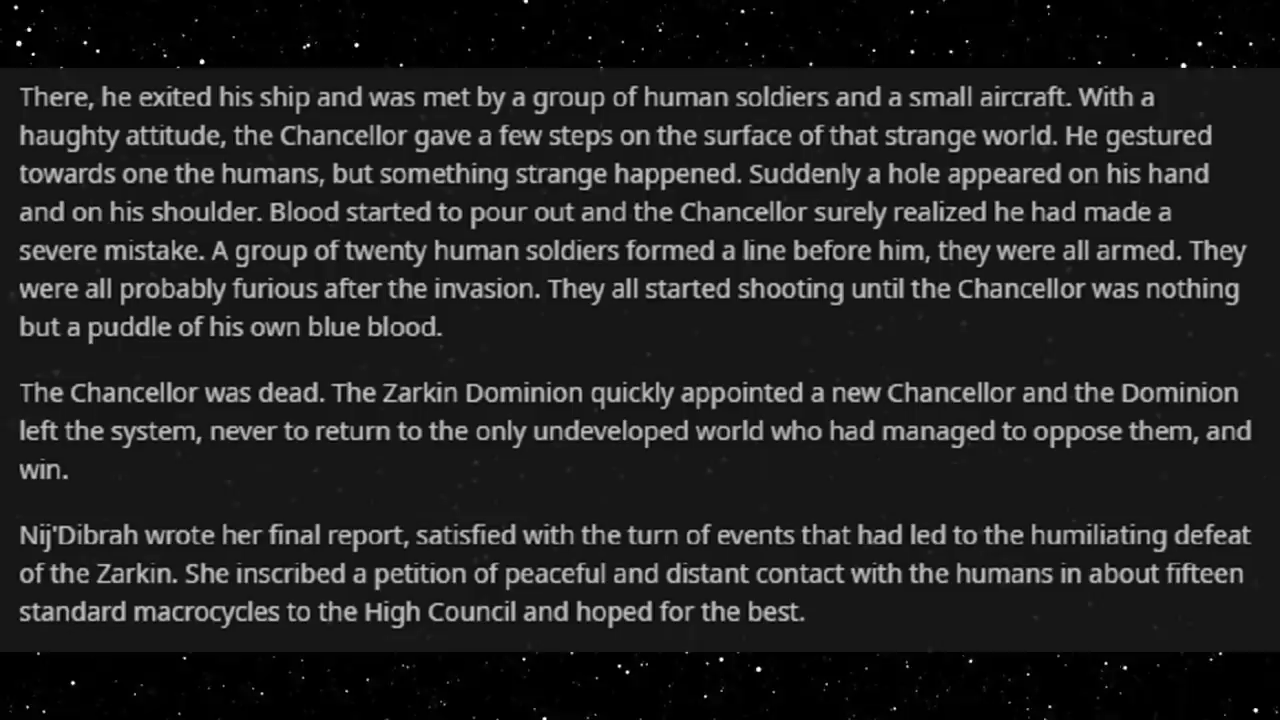 There, he exited his ship and was met by a group of human soldiers and a small aircraft. With a
haughty attitude, the Chancellor gave a few steps on the surface of that strange world. He gestured
towards one the humans, but something strange happened. Suddenly a hole appeared on his hand
and on his shoulder. Blood started to pour out and the Chancellor surely realized he had made a
severe mistake. A group of twenty human soldiers formed a line before him, they were all armed. They
were all probably furious after the invasion. They all started shooting until the Chancellor was nothing
but a puddle of his own blue blood.
The Chancellor was dead. The Zarkin Dominion quickly appointed a new Chancellor and the Dominion
left the system, never to return to the only undeveloped world who had managed to oppose them, and
win.
Nij'Dibrah wrote her final report, satisfied with the turn of events that had led to the humiliating defeat
of the Zarkin. She inscribed a petition of peaceful and distant contact with the humans in about fifteen
standard macrocycles to the High Council and hoped for the best.